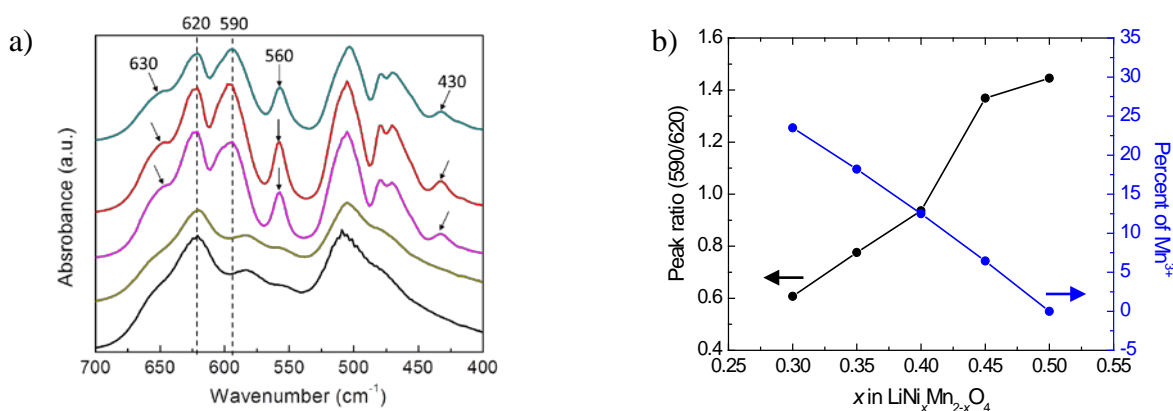 a)
620 590
630
560
430
Absrobance (a.u.)
700 650 600 550 500 450 400
Wavenumber (cm⁻¹)
b)
1.6
1.4
1.2
1.0
0.8
0.6
0.4
Peak ratio (590/620)
35
30
25
20
15
10
5
0
-5
Percent of Mn³⁺
0.25 0.30 0.35 0.40 0.45 0.50 0.55
x in LiNiₓMn₂₋ₓO₄